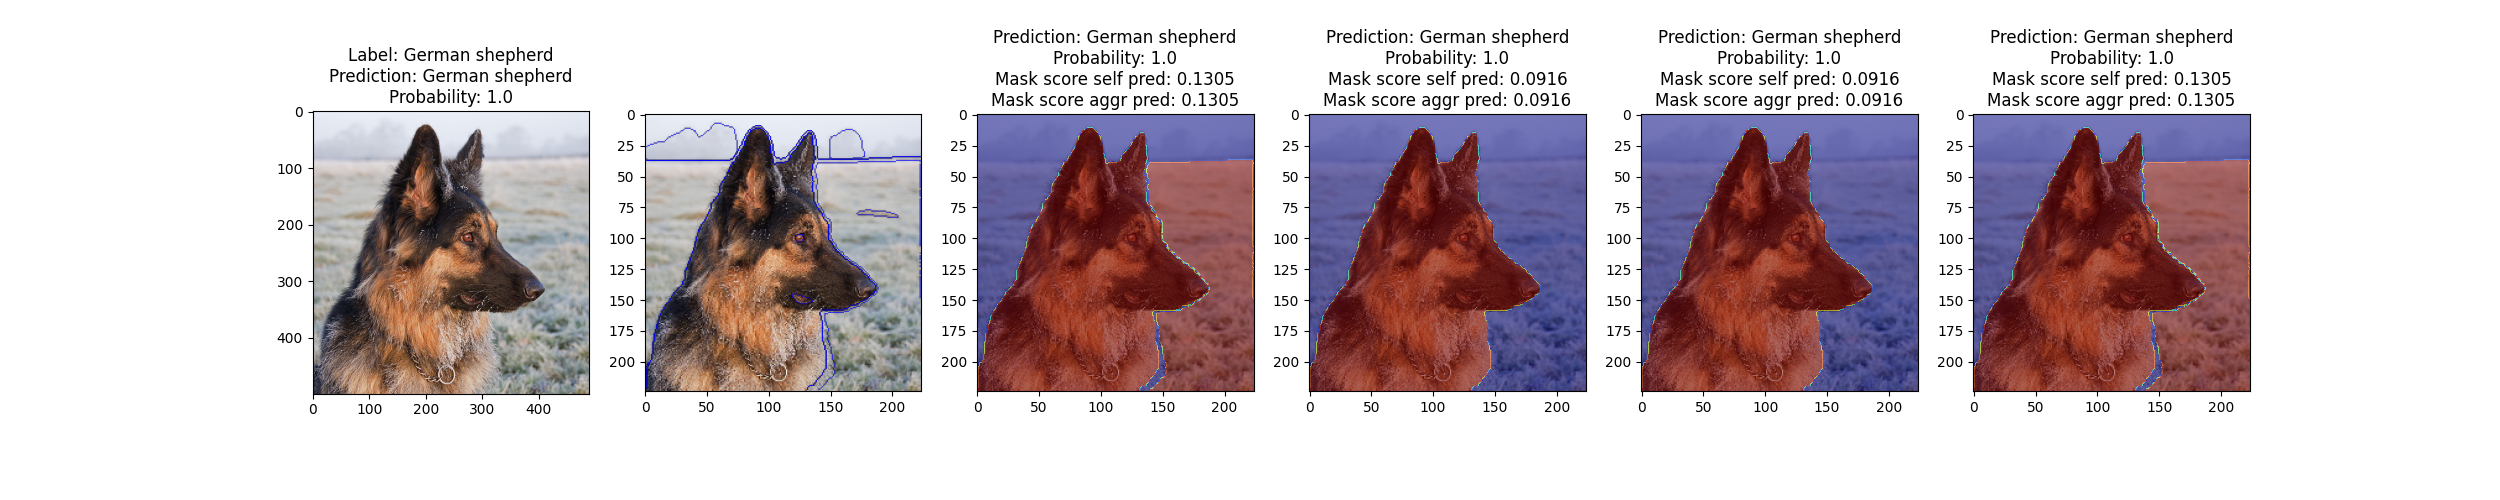 Label: German shepherd
Prediction: German shepherd
Probability: 1.0
0
100
200
300
400
0 100 200 300 400
0
25
50
75
100
125
150
175
200
0 50 100 150 200
Prediction: German shepherd
Probability: 1.0
Mask score self pred: 0.1305
Mask score aggr pred: 0.1305
0
25
50
75
100
125
150
175
200
0 50 100 150 200
Prediction: German shepherd
Probability: 1.0
Mask score self pred: 0.0916
Mask score aggr pred: 0.0916
0
25
50
75
100
125
150
175
200
0 50 100 150 200
Prediction: German shepherd
Probability: 1.0
Mask score self pred: 0.0916
Mask score aggr pred: 0.0916
0
25
50
75
100
125
150
175
200
0 50 100 150 200
Prediction: German shepherd
Probability: 1.0
Mask score self pred: 0.1305
Mask score aggr pred: 0.1305
0
25
50
75
100
125
150
175
200
0 50 100 150 200